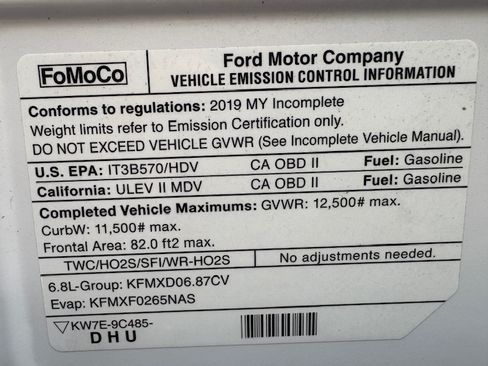 FoMoCo
Ford Motor Company
VEHICLE EMISSION CONTROL INFORMATION
Conforms to regulations: 2019 MY Incomplete
Weight limits refer to Emission Certification only.
DO NOT EXCEED VEHICLE GVWR (See Incomplete Vehicle Manual).
U.S. EPA: IT3B570/HDV CA OBD II Fuel: Gasoline
California: ULEV II MDV CA OBD II Fuel: Gasoline
Completed Vehicle Maximums: GVWR: 12,500# max.
CurbW: 11,500# max.
Frontal Area: 82.0 ft2 max.
TWC/HO2S/SFI/WR-HO2S No adjustments needed.
6.8L-Group: KFMXD06.87CV
Evap: KFMXF0265NAS
KW7E-9C485-
DHU